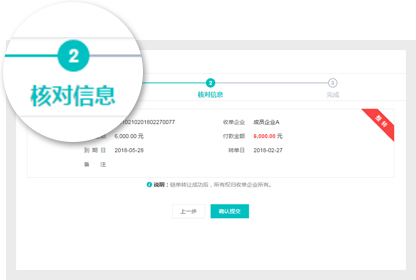 2
核对信息
2
核对信息
3
完成
0210201602270077
收单企业 成员企业A
6,000.00 元
付款金额 6,000.00 元
到期日 2016-05-26
转单日 2016-02-27
备 注
说明：链单转让成功后，所有权归收单企业所有。
上一步
确认提交